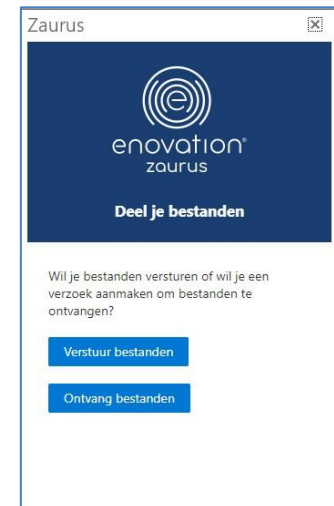 Zaurus
enovation®
zaurus
Deel je bestanden
Wil je bestanden versturen of wil je een
verzoek aanmaken om bestanden te
ontvangen?
Verstuur bestanden
Ontvang bestanden